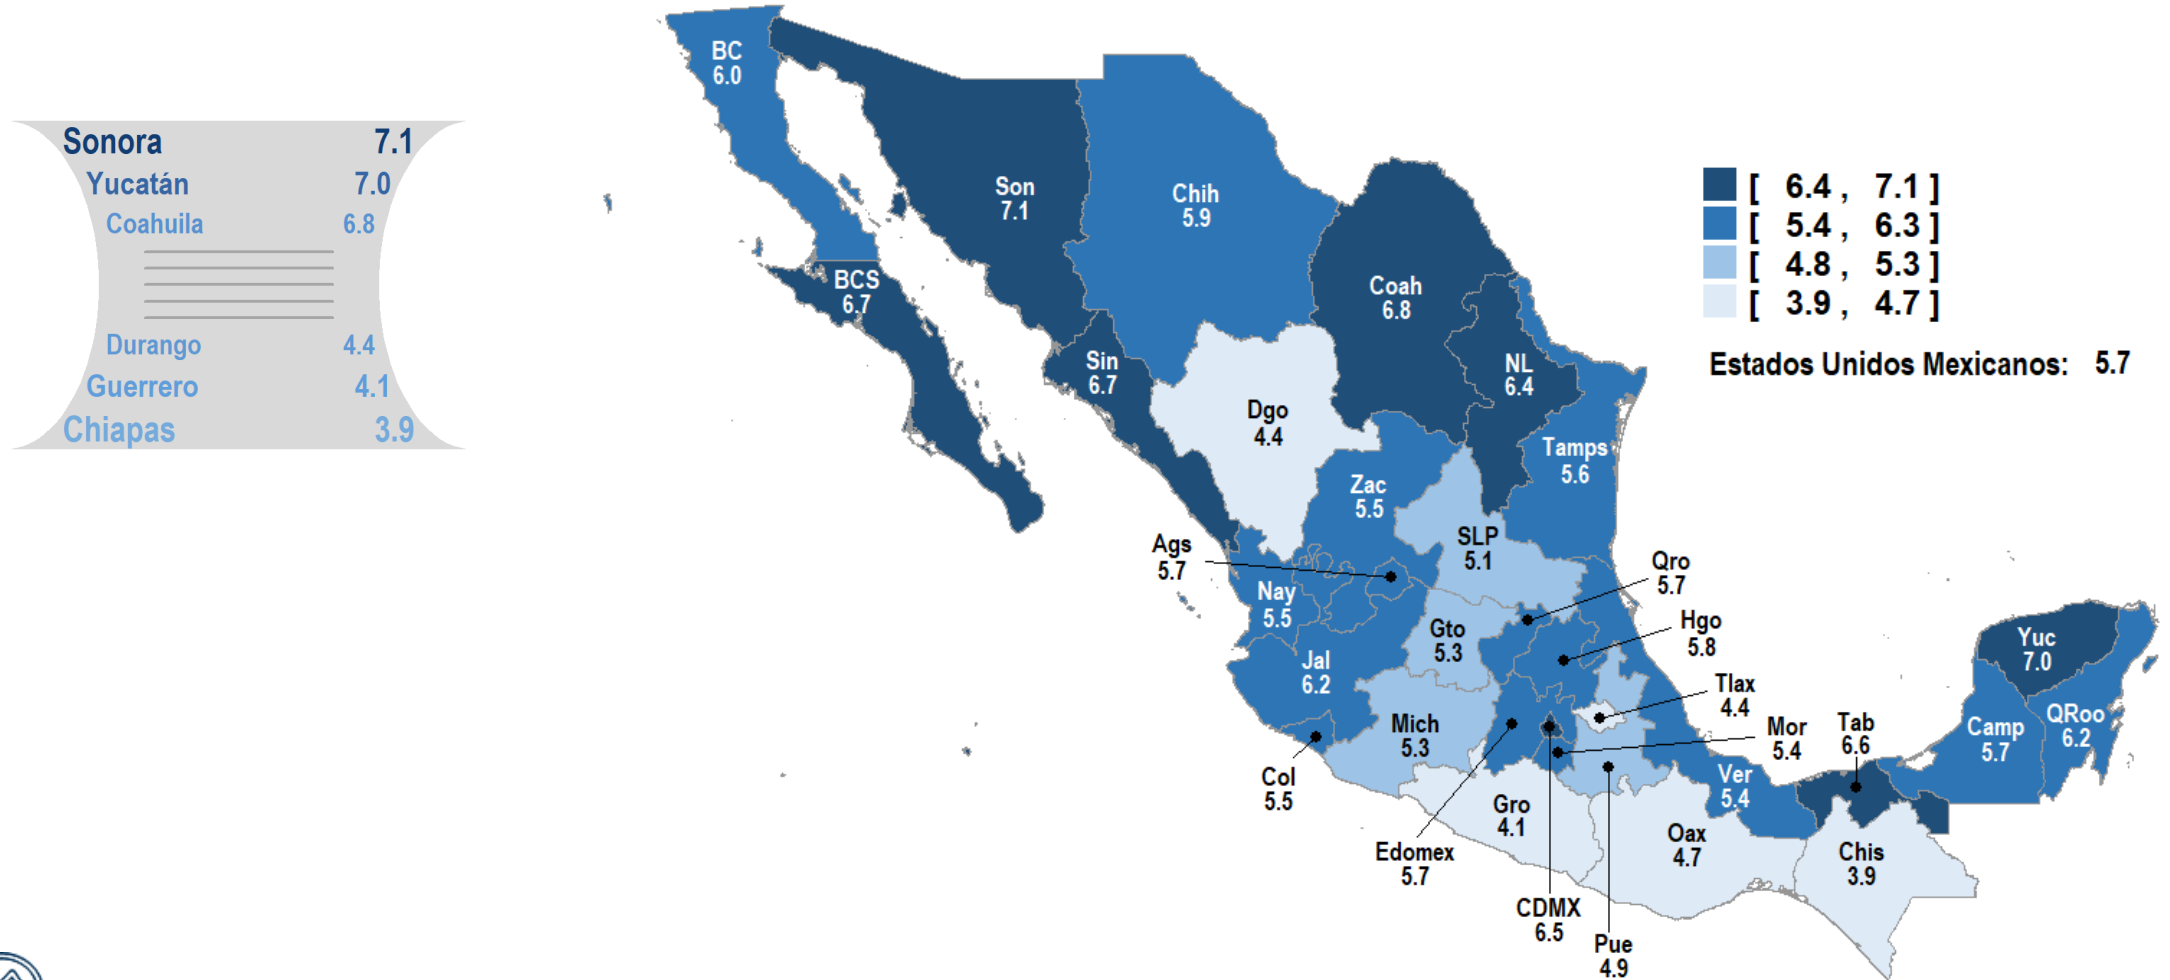 Sonora 7.1
Yucatán 7.0
Coahuila 6.8
Durango 4.4
Guerrero 4.1
Chiapas 3.9
BC
6.0
Son
7.1
Chih
5.9
BCS
6.7
Coah
6.8
Sin
6.7
NL
6.4
Dgo
4.4
Tamps
5.6
Zac
5.5
SLP
5.1
Ags
5.7
Nay
5.5
Qro
5.7
Gto
5.3
Hgo
5.8
Jal
6.2
Tlax
4.4
Mich
5.3
Mor
5.4
Tab
6.6
Col
5.5
Ver
5.4
Yuc
7.0
Camp
5.7
QRoo
6.2
Gro
4.1
Oax
4.7
Chis
3.9
Edomex
5.7
CDMX
6.5
Pue
4.9
[ 6.4 , 7.1 ]
[ 5.4 , 6.3 ]
[ 4.8 , 5.3 ]
[ 3.9 , 4.7 ]
Estados Unidos Mexicanos: 5.7